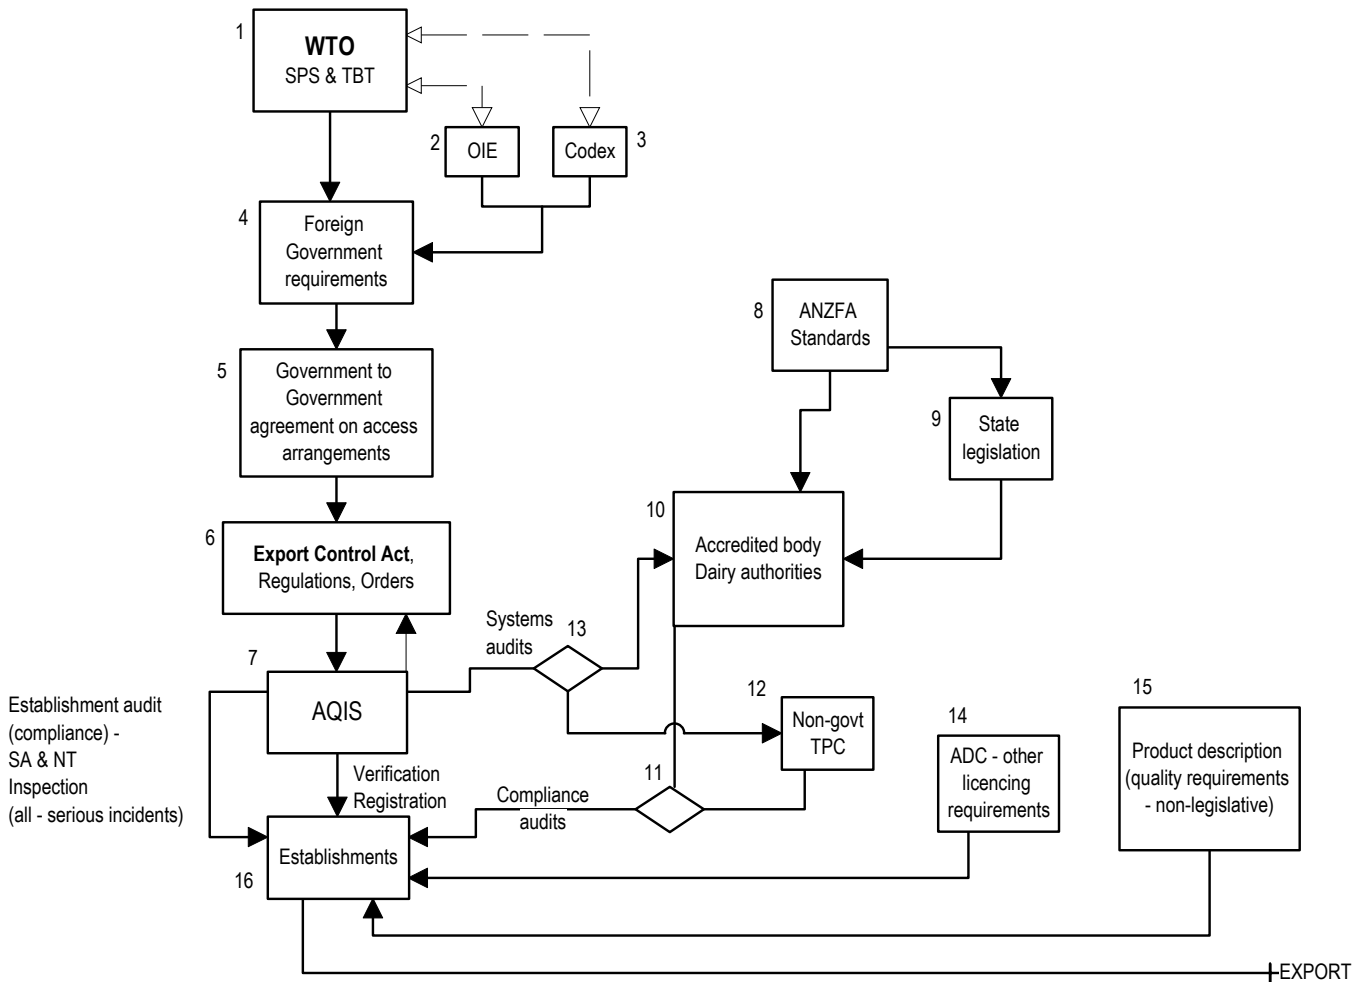 1
WTO
SPS & TBT
2
OIE
Codex
3
4
Foreign
Government
requirements
5
Government to
Government
agreement on access
arrangements
6
Export Control Act,
Regulations, Orders
7
AQIS
Establishment audit
(compliance) -
SA & NT
Inspection
(all - serious incidents)
Verification
Registration
Systems
audits
13
8
ANZFA
Standards
9
State
legislation
10
Accredited body
Dairy authorities
12
Non-govt
TPC
11
Compliance
audits
14
ADC - other
licencing
requirements
15
Product description
(quality requirements
- non-legislative)
Establishments
16
EXPORT